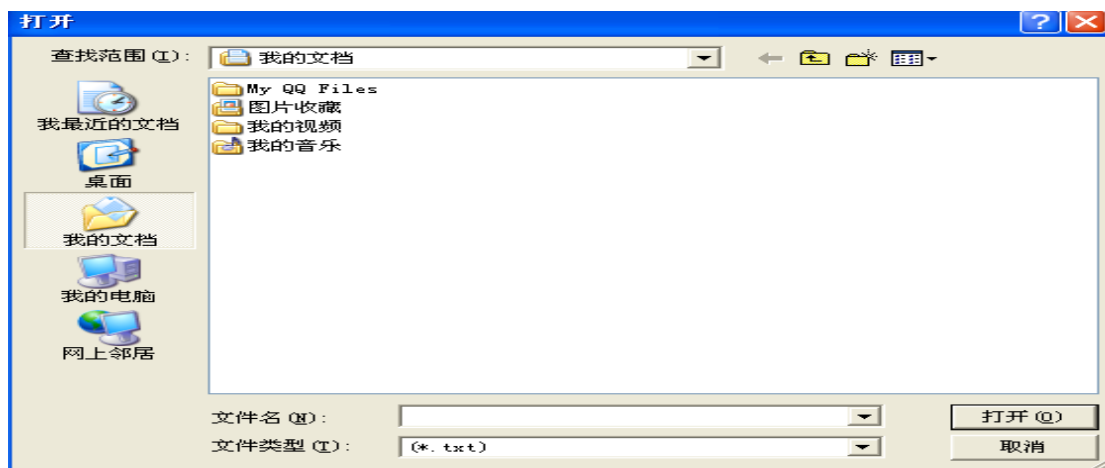 打开
查找范围(I):
我的文档
我最近的文档
桌面
我的文档
我的电脑
网上邻居
My QQ Files
图片收藏
我的视频
我的音乐
文件名(N):
打开(O)
文件类型(T):
(*.txt)
取消